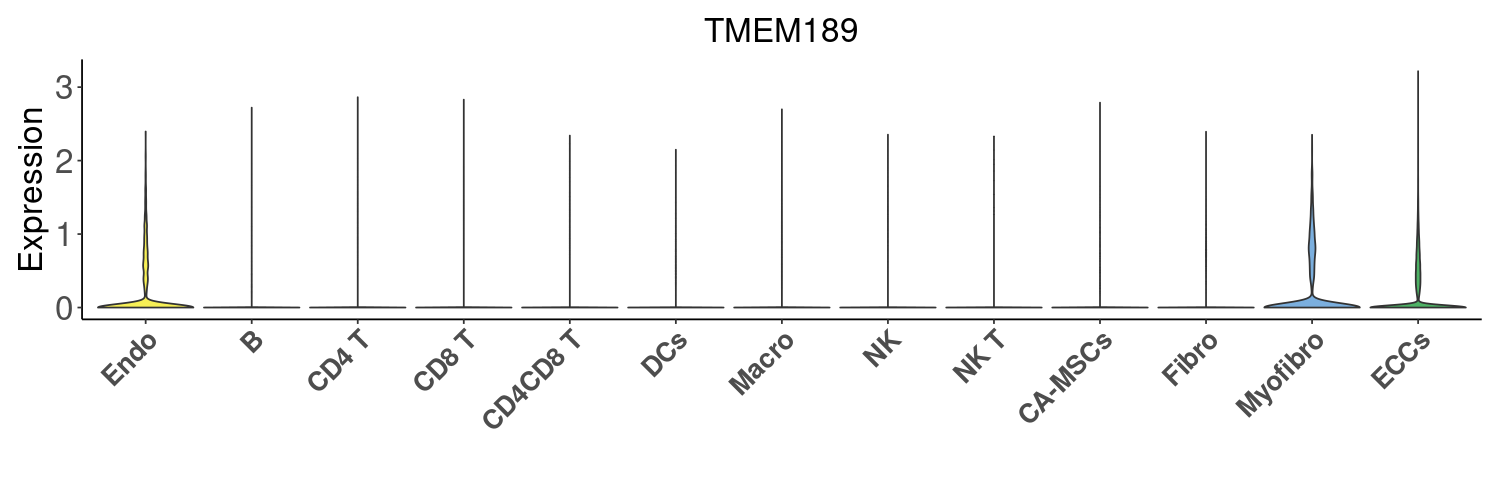 TMEM189
Expression
3
2
1
0
Endo
B
CD4 T
CD8 T
CD4CD8 T
DCs
Macro
NK
NK T
CA-MSCs
Fibro
Myofibro
ECCs